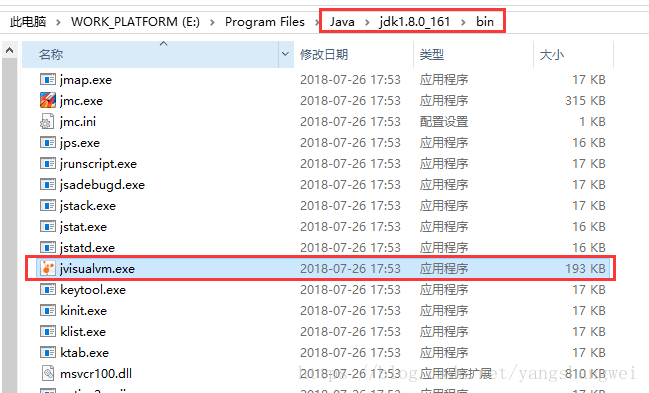 此电脑 > WORK_PLATFORM (E:) > Program Files > Java > jdk1.8.0_161 > bin
名称 修改日期 类型 大小
jmap.exe 2018-07-26 17:53 应用程序 17 KB
jmc.exe 2018-07-26 17:53 应用程序 315 KB
jmc.ini 2018-07-26 17:53 配置设置 1 KB
jps.exe 2018-07-26 17:53 应用程序 16 KB
jrunscript.exe 2018-07-26 17:53 应用程序 17 KB
jsadebugd.exe 2018-07-26 17:53 应用程序 17 KB
jstack.exe 2018-07-26 17:53 应用程序 17 KB
jstat.exe 2018-07-26 17:53 应用程序 16 KB
jstatd.exe 2018-07-26 17:53 应用程序 16 KB
jvisualvm.exe 2018-07-26 17:53 应用程序 193 KB
keytool.exe 2018-07-26 17:53 应用程序 17 KB
kinit.exe 2018-07-26 17:53 应用程序 17 KB
klist.exe 2018-07-26 17:53 应用程序 17 KB
ktab.exe 2018-07-26 17:53 应用程序 17 KB
msvcr100.dll 2018-07-26 17:53 应用程序扩展 810 KB